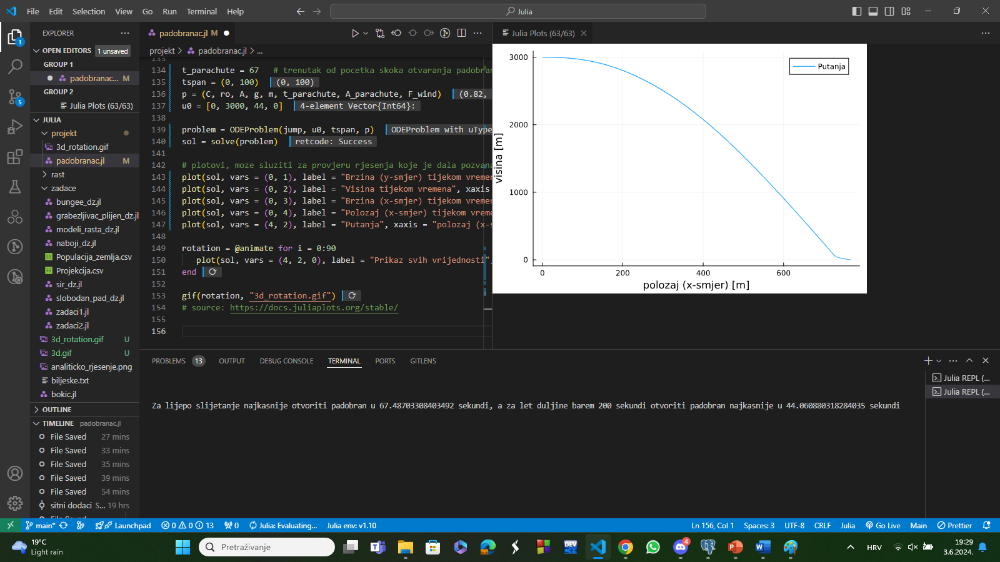 File Edit Selection View Go Run Terminal Help
Julia
EXPLORER
OPEN EDITORS 1 unsaved
GROUP 1
padobranac... M
GROUP 2
Julia Plots (63/63)
JULIA
projekt
3d_rotation.gif
padobranac.jl M
rast
zadace
bungee_dz.jl
grabezljivac_plijen_dz.jl
modeli_rasta_dz.jl
naboji_dz.jl
Populacija_zemlja.csv
Projekcija.csv
sir_dz.jl
slobodan_pad_dz.jl
zadaci1.jl
zadaci2.jl
3d_rotation.gif U
3d.gif U
analiticko_rjesenje.png
biljeske.txt
bokic.jl
OUTLINE
TIMELINE padobranac.jl
File Saved 27 mins
File Saved 33 mins
File Saved 35 mins
File Saved 39 mins
File Saved 54 mins
sitni dodaci S... 19 hrs
padobranac.jl M
projekt > padobranac.jl > ...
133
134 t_parachute = 67 # trenutak od pocetka skoka otvaranja padobran
135 tspan = (0, 100) (0, 100)
136 p = (C, ro, A, g, m, t_parachute, A_parachute, F_wind) (0.82,
137 u0 = [0, 3000, 44, 0] 4-element Vector{Int64}:
138
139 problem = ODEProblem(jump, u0, tspan, p) ODEProblem with uType
140 sol = solve(problem) retcode: Success
141
142 # plotovi, moze sluziti za provjeru rjesenja koje je dala pozvana
143 plot(sol, vars = (0, 1), label = "Brzina (y-smjer) tijekom vremen
144 plot(sol, vars = (0, 2), label = "Visina tijekom vremena", xaxis
145 plot(sol, vars = (0, 3), label = "Brzina (x-smjer) tijekom vremen
146 plot(sol, vars = (0, 4), label = "Polozaj (x-smjer) tijekom vreme
147 plot(sol, vars = (4, 2), label = "Putanja", xaxis = "polozaj (x-s
148
149 rotation = @animate for i = 0:90
150 plot(sol, vars = (4, 2, 0), label = "Prikaz svih vrijednosti",
151 end
152
153 gif(rotation, "3d_rotation.gif")
154 # source: https://docs.juliaplots.org/stable/
155
156
Julia Plots (63/63)
Putanja
visina [m]
3000
2000
1000
0
0 200 400 600
polozaj (x-smjer) [m]
PROBLEMS 13 OUTPUT DEBUG CONSOLE TERMINAL PORTS GITLENS
Za lijepo slijetanje najkasnije otvoriti padobran u 67.48703308403492 sekundi, a za let duljine barem 200 sekundi otvoriti padobran najkasnije u 44.060880318284035 sekundi
Julia REPL (...
Julia REPL (...
main* Launchpad 0 0 13 0 Julia: Evaluating... Julia env: v1.10 Ln 156, Col 1 Spaces: 3 UTF-8 CRLF Julia Go Live Main Prettier
19°C
Light rain
Pretraživanje
DEV
4
HRV
19:29
3.6.2024.